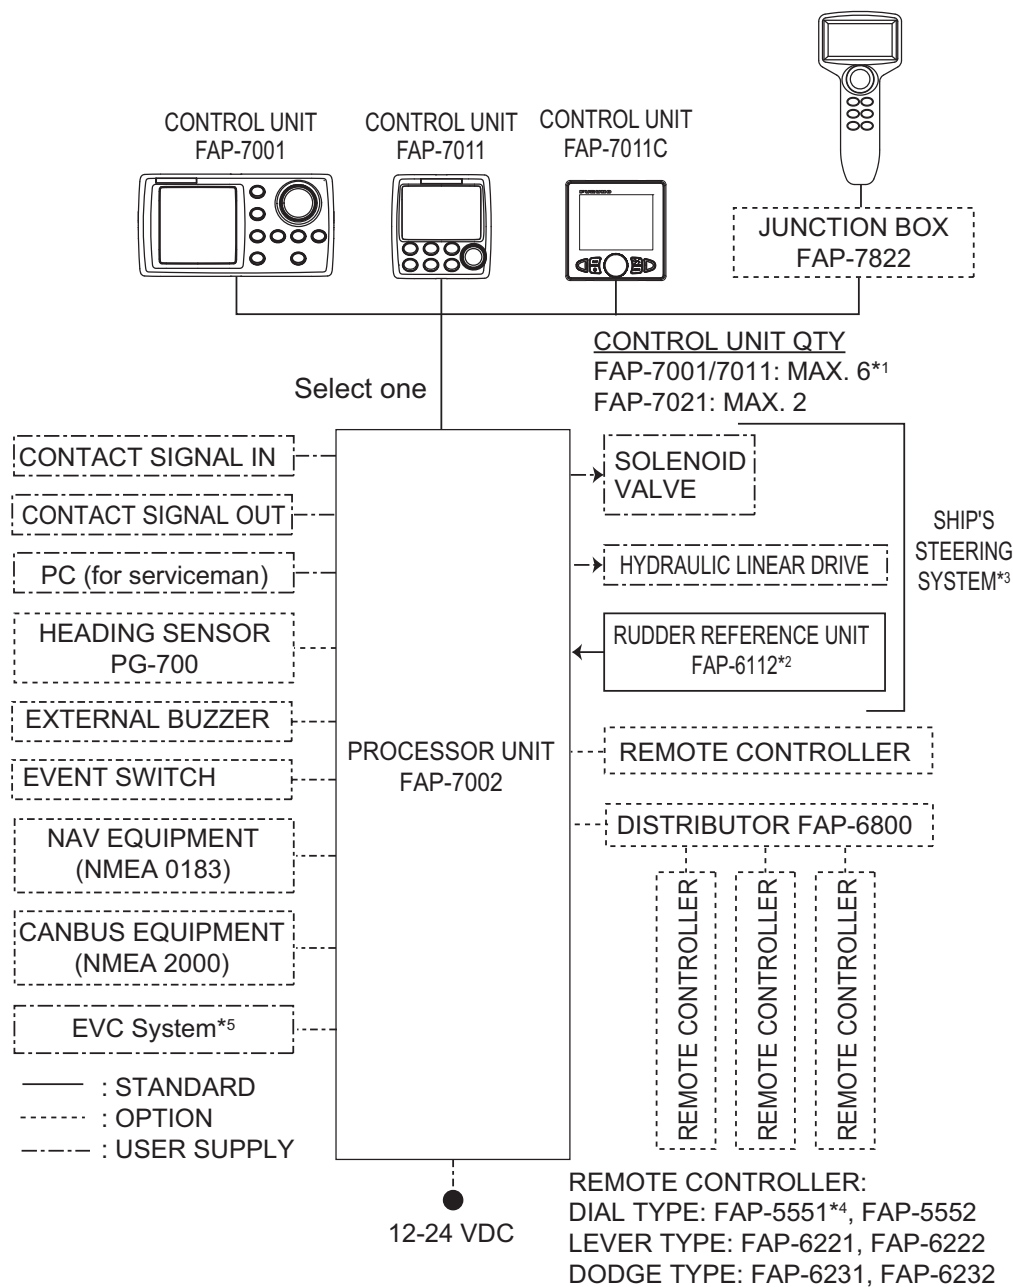 CONTROL UNIT
FAP-7001
CONTROL UNIT
FAP-7011
CONTROL UNIT
FAP-7011C
JUNCTION BOX
FAP-7822
CONTROL UNIT QTY
FAP-7001/7011: MAX. 6*1
FAP-7021: MAX. 2
Select one
CONTACT SIGNAL IN
CONTACT SIGNAL OUT
PC (for serviceman)
HEADING SENSOR
PG-700
EXTERNAL BUZZER
EVENT SWITCH
NAV EQUIPMENT
(NMEA 0183)
CANBUS EQUIPMENT
(NMEA 2000)
EVC System*5
: STANDARD
: OPTION
: USER SUPPLY
PROCESSOR UNIT
FAP-7002
12-24 VDC
SOLENOID
VALVE
HYDRAULIC LINEAR DRIVE
RUDDER REFERENCE UNIT
FAP-6112*2
SHIP'S
STEERING
SYSTEM*3
REMOTE CONTROLLER
DISTRIBUTOR FAP-6800
REMOTE CONTROLLER
REMOTE CONTROLLER
REMOTE CONTROLLER
REMOTE CONTROLLER:
DIAL TYPE: FAP-5551*4, FAP-5552
LEVER TYPE: FAP-6221, FAP-6222
DODGE TYPE: FAP-6231, FAP-6232